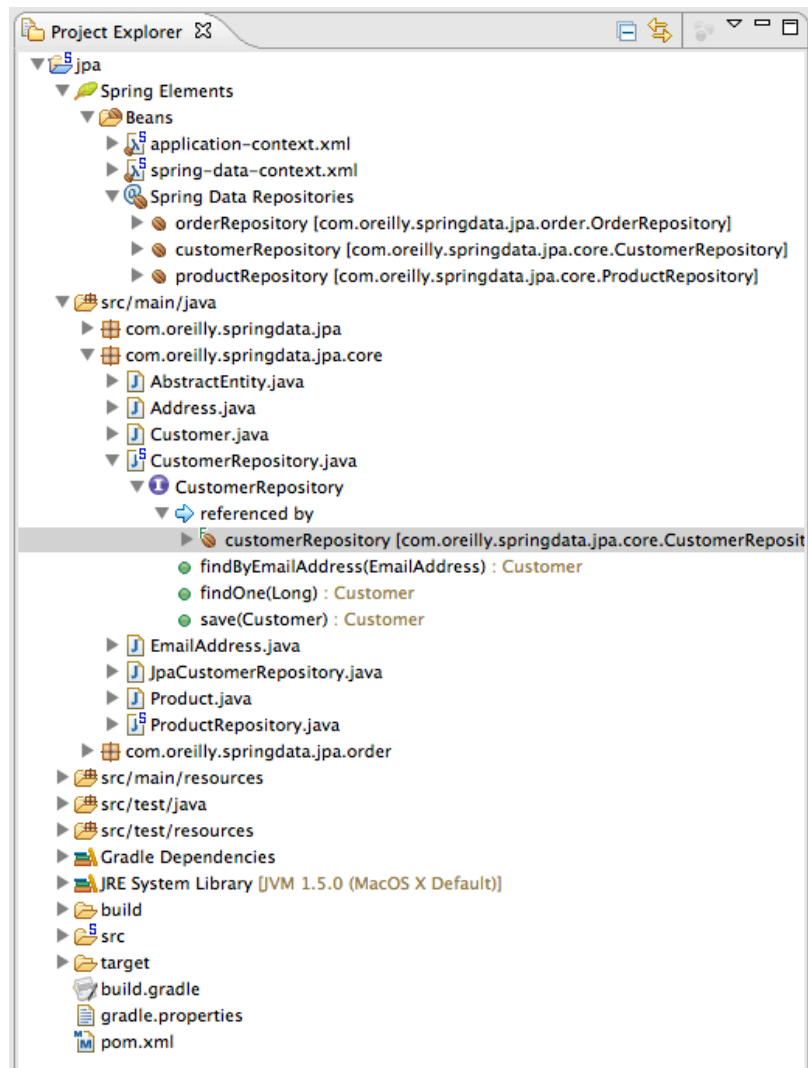 Project Explorer
jpa
Spring Elements
Beans
application-context.xml
spring-data-context.xml
Spring Data Repositories
orderRepository [com.oreilly.springdata.jpa.order.OrderRepository]
customerRepository [com.oreilly.springdata.jpa.core.CustomerRepository]
productRepository [com.oreilly.springdata.jpa.core.ProductRepository]
src/main/java
com.oreilly.springdata.jpa
com.oreilly.springdata.jpa.core
AbstractEntity.java
Address.java
Customer.java
CustomerRepository.java
CustomerRepository
referenced by
customerRepository [com.oreilly.springdata.jpa.core.CustomerReposit
findByEmailAddress(EmailAddress) : Customer
findOne(Long) : Customer
save(Customer) : Customer
EmailAddress.java
JpaCustomerRepository.java
Product.java
ProductRepository.java
com.oreilly.springdata.jpa.order
src/main/resources
src/test/java
src/test/resources
Gradle Dependencies
JRE System Library [JVM 1.5.0 (MacOS X Default)]
build
src
target
build.gradle
gradle.properties
pom.xml